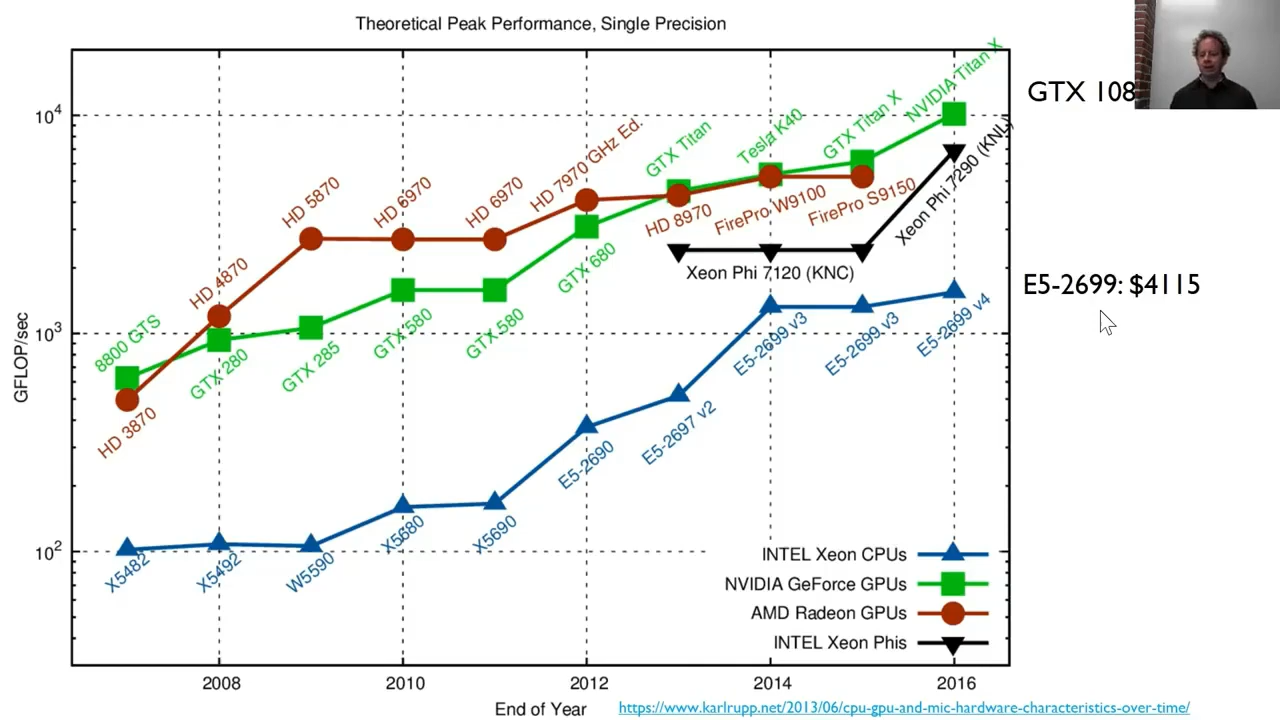 Theoretical Peak Performance, Single Precision
GFLOP/sec
10^4
10^3
10^2
2008
2010
2012
2014
2016
End of Year
8800 GTS
GTX 280
GTX 285
GTX 580
GTX 580
GTX 680
GTX Titan
Tesla K40
GTX Titan X
NVIDIA Titan X
HD 3870
HD 4870
HD 5870
HD 6970
HD 6970
HD 7970 GHz Ed.
HD 8970
FirePro W9100
FirePro S9150
Xeon Phi 7120 (KNC)
Xeon Phi 7290 (KNL)
X5482
X5492
W5590
X5680
X5690
E5-2690
E5-2697 v2
E5-2699 v3
E5-2699 v3
E5-2699 v4
INTEL Xeon CPUs
NVIDIA GeForce GPUs
AMD Radeon GPUs
INTEL Xeon Phis
GTX 108
E5-2699: $4115
https://www.karlrupp.net/2013/06/cpu-gpu-and-mic-hardware-characteristics-over-time/